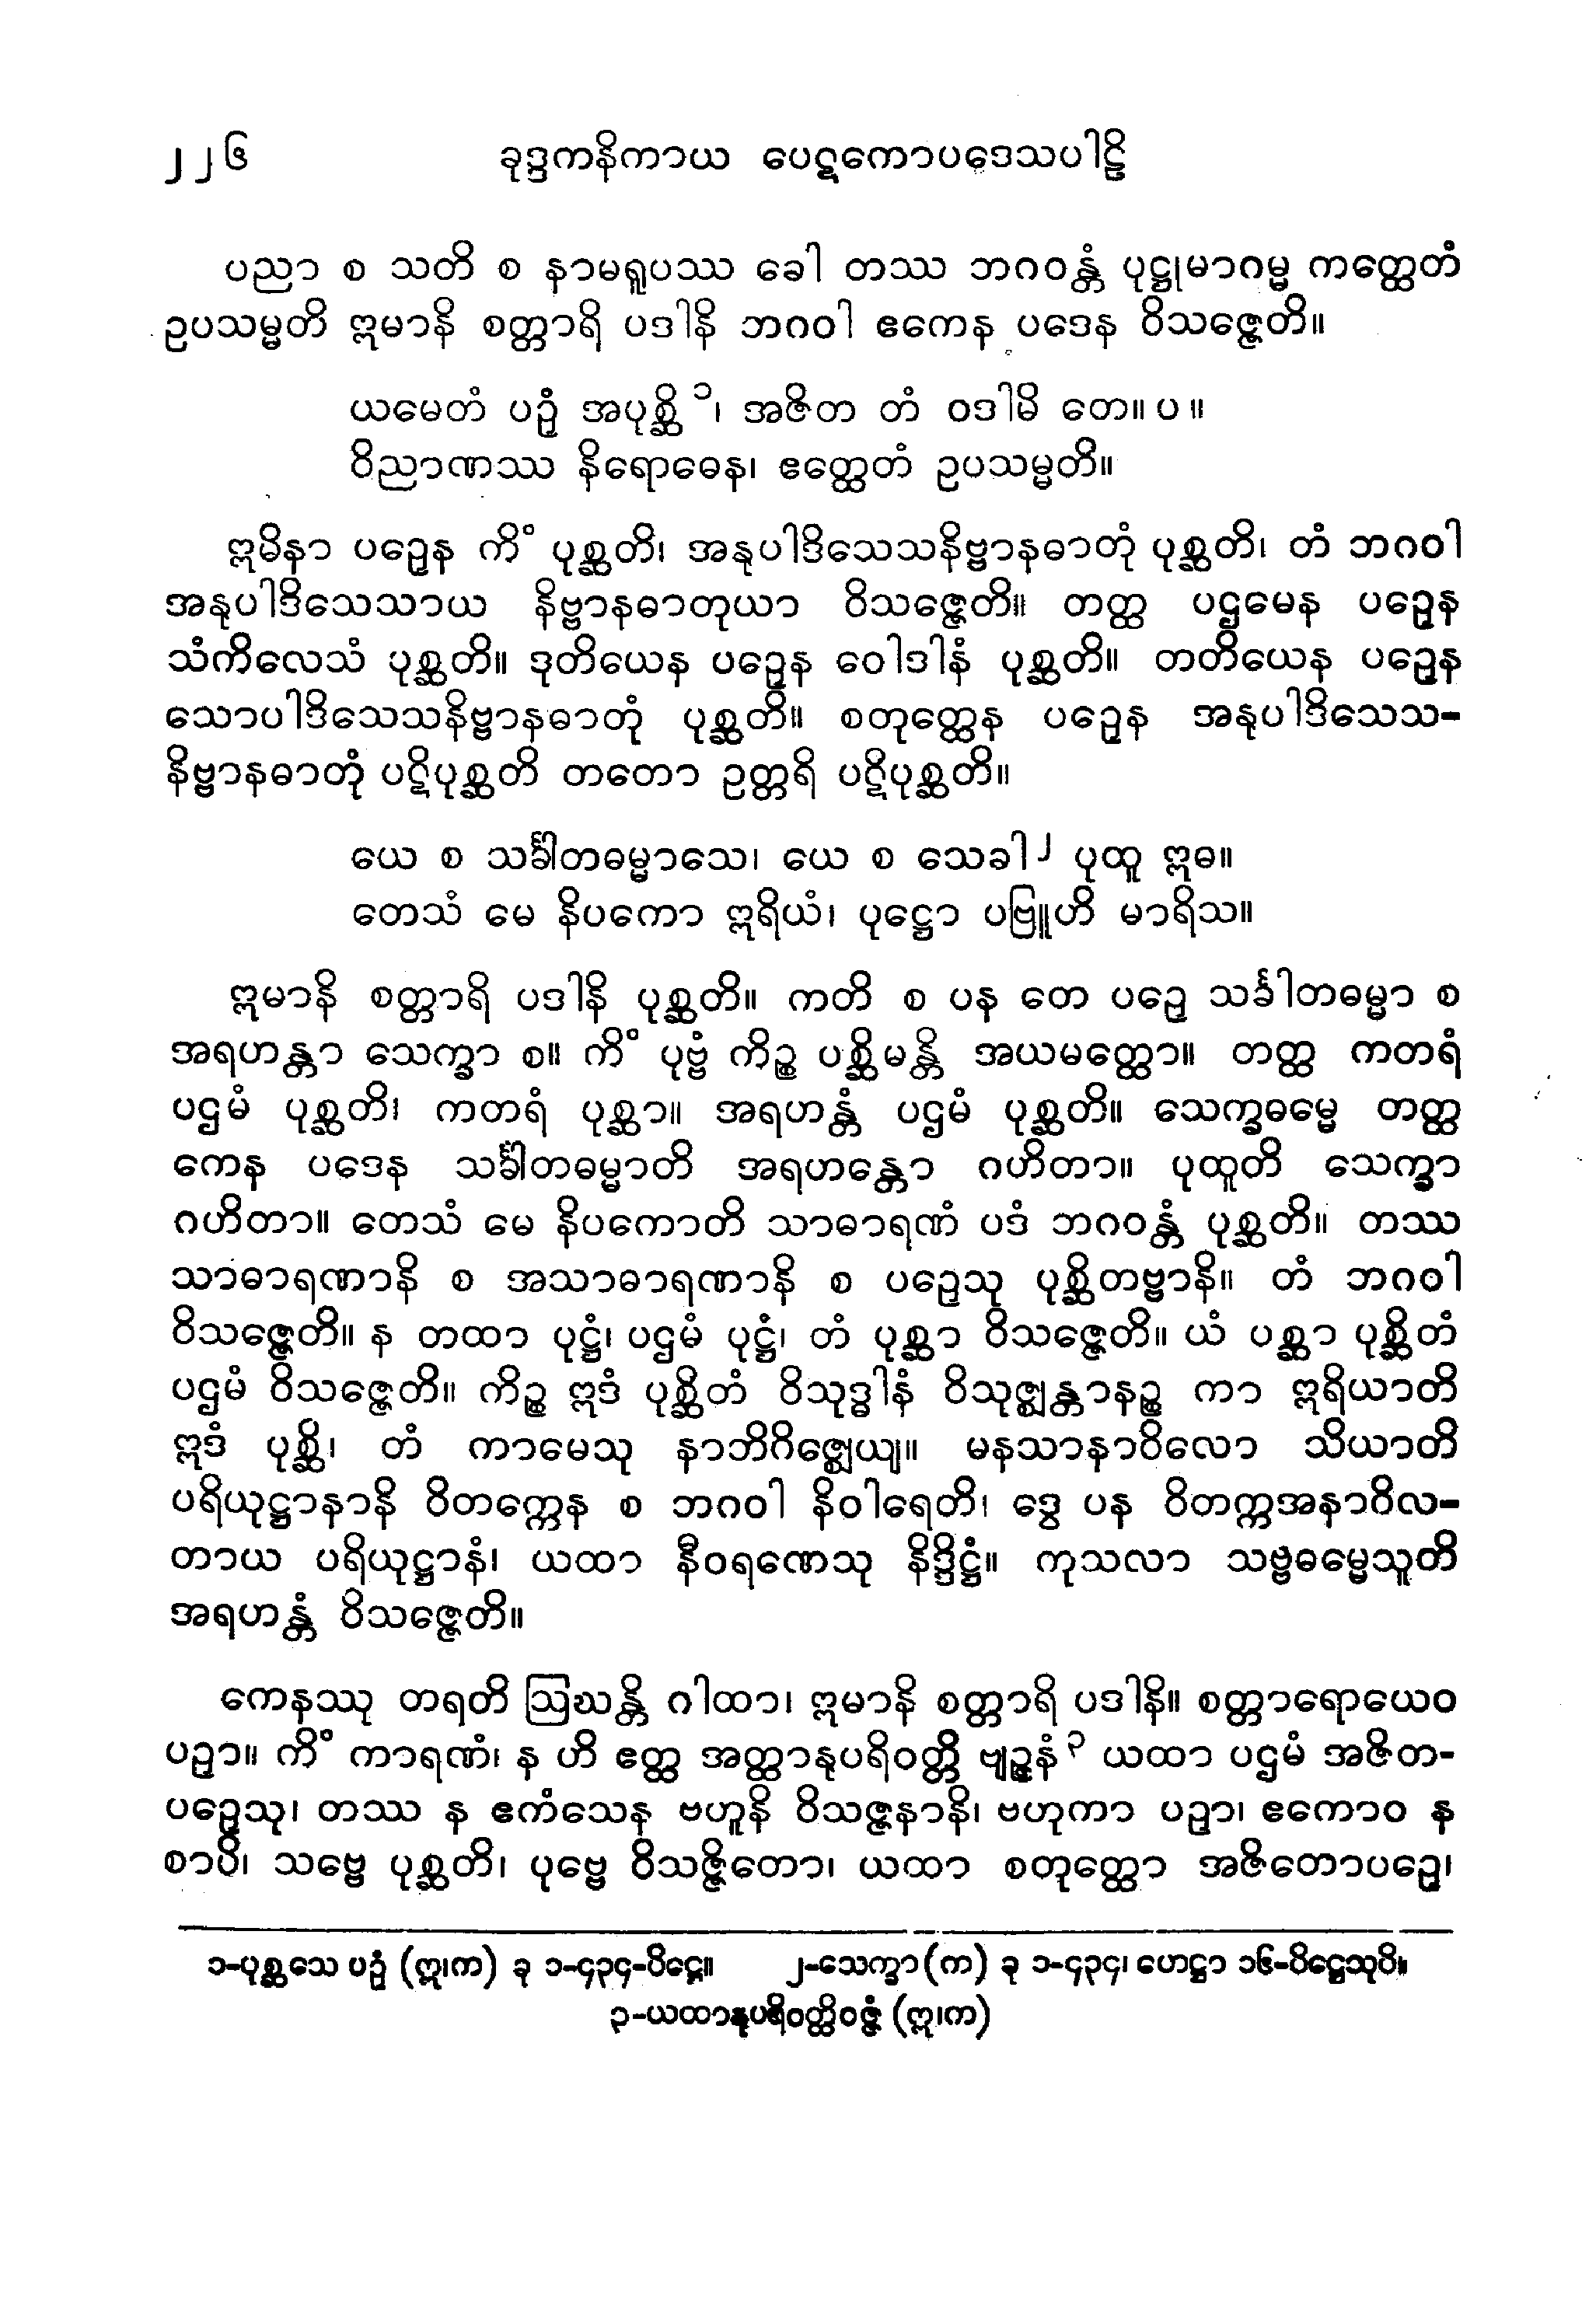 ၂၂၆ ခုဒ္ဒကနိကာယ ပေဋကောပဒေသပါဠိ
ပညာ စ သတိ စ နာမရူပဿ ခေါ တဿ ဘဂဝန္တံ ပုဋ္ဌုမာဂမ္မ ကတ္ထေတံ
ဥပသမ္မတိ ဣမာနိ စတ္တာရိ ပဒါနိ ဘဂဝါ ဧကေန ပဒေန ဝိသဇ္ဇေတိ။
ယမေတံ ပဉှံ အပုစ္ဆိ ၁၊ အဇိတ တံ ဝဒါမိ တေ။ ပ ။
ဝိညာဏဿ နိရောဓေန၊ ဧတ္ထေတံ ဥပသမ္မတိ။
ဣမိနာ ပဉှေန ကိံ ပုစ္ဆတိ၊ အနုပါဒိသေသနိဗ္ဗာနဓာတုံ ပုစ္ဆတိ၊ တံ ဘဂဝါ
အနုပါဒိသေသာယ နိဗ္ဗာနဓာတုယာ ဝိသဇ္ဇေတိ။ တတ္ထ ပဌမေန ပဉှေန
သံကိလေသံ ပုစ္ဆတိ။ ဒုတိယေန ပဉှေန ဝေါဒါနံ ပုစ္ဆတိ။ တတိယေန ပဉှေန
သောပါဒိသေသနိဗ္ဗာနဓာတုံ ပုစ္ဆတိ။ စတုတ္ထေန ပဉှေန အနုပါဒိသေသ-
နိဗ္ဗာနဓာတုံ ပဋိပုစ္ဆတိ တတော ဥတ္တရိ ပဋိပုစ္ဆတိ။
ယေ စ သင်္ခါတဓမ္မာသေ၊ ယေ စ သေခါ၂ ပုထူ ဣဓ။
တေသံ မေ နိပကော ဣရိယံ၊ ပုဋ္ဌော ပဗြူဟိ မာရိသ။
ဣမာနိ စတ္တာရိ ပဒါနိ ပုစ္ဆတိ။ ကတိ စ ပန တေ ပဉှေ သင်္ခါတဓမ္မာ စ
အရဟန္တာ သေက္ခာ စ။ ကိံ ပုဗ္ဗံ ကိဉ္စ ပစ္ဆိမန္တိ အယမတ္ထော။ တတ္ထ ကတရံ
ပဌမံ ပုစ္ဆတိ၊ ကတရံ ပုစ္ဆာ။ အရဟန္တံ ပဌမံ ပုစ္ဆတိ။ သေက္ခဓမ္မေ တတ္ထ
ကေန ပဒေန သင်္ခါတဓမ္မာတိ အရဟန္တော ဂဟိတာ။ ပုထူတိ သေက္ခာ
ဂဟိတာ။ တေသံ မေ နိပကောတိ သာဓာရဏံ ပဒံ ဘဂဝန္တံ ပုစ္ဆတိ။ တဿ
သာဓာရဏာနိ စ အသာဓာရဏာနိ စ ပဉှေသု ပုစ္ဆိတဗ္ဗာနိ။ တံ ဘဂဝါ
ဝိသဇ္ဇေတိ။ န တထာ ပုဋ္ဌံ၊ ပဌမံ ပုဋ္ဌံ၊ တံ ပုစ္ဆာ ဝိသဇ္ဇေတိ။ ယံ ပစ္ဆာ ပုစ္ဆိတံ
ပဌမံ ဝိသဇ္ဇေတိ။ ကိဉ္စ ဣဒံ ပုစ္ဆိတံ ဝိသုဒ္ဓါနံ ဝိသုဇ္ဈန္တာနဉ္စ ကာ ဣရိယာတိ
ဣဒံ ပုစ္ဆိ၊ တံ ကာမေသု နာဘိဂိဇ္ဈေယျ။ မနသာနာဝိလော သိယာတိ
ပရိယုဋ္ဌာနာနိ ဝိတက္ကေန စ ဘဂဝါ နိဝါရေတိ၊ ဒွေ ပန ဝိတက္ကအနာဝိလ-
တာယ ပရိယုဋ္ဌာနံ၊ ယထာ နီဝရဏေသု နိဒ္ဒိဋ္ဌံ။ ကုသလာ သဗ္ဗဓမ္မေသူတိ
အရဟန္တံ ဝိသဇ္ဇေတိ။
ကေနဿု တရတိ ဩဃန္တိ ဂါထာ၊ ဣမာနိ စတ္တာရိ ပဒါနိ။ စတ္တာရောယေဝ
ပဉှာ။ ကိံ ကာရဏံ၊ န ဟိ ဧတ္ထ အတ္ထာနုပရိဝတ္တိ ဗျဉ္ဇနံ၃ ယထာ ပဌမံ အဇိတ-
ပဉှေသု၊ တဿ န ဧကံသေန ဗဟူနိ ဝိသဇ္ဇနာနိ၊ ဗဟုကာ ပဉှာ၊ ဧကောဝ န
စာပိ၊ သဗ္ဗေ ပုစ္ဆတိ၊ ပုဗ္ဗေ ဝိသဇ္ဇိတော၊ ယထာ စတုတ္ထော အဇိတောပဉှေ၊
၁-ပုစ္ဆသေ ပဉှံ (ဣ၊က) ခု ၁-၄၃၄-ပိဋ္ဌေ။ ၂-သေက္ခာ (က) ခု ၁-၄၃၄၊ ဟေဋ္ဌာ ၁၆-ပိဋ္ဌေသုပိ။
၃-ယထာနုပရိဝတ္ထိဝဇ္ဇံ (ဣ၊က)